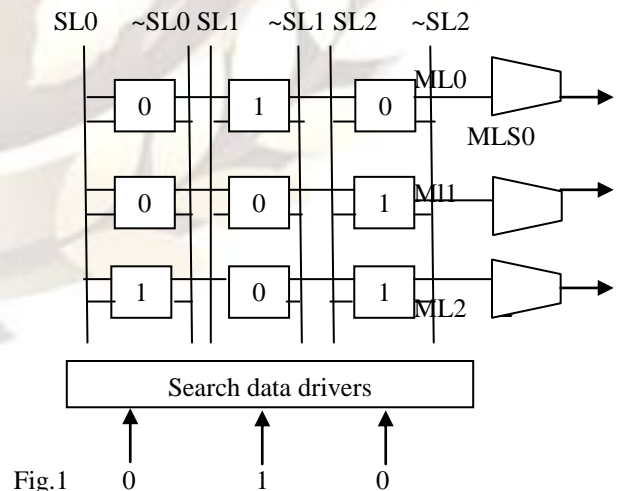 SL0 ~SL0 SL1 ~SL1 SL2 ~SL2
0 1 0 ML0
MLS0
0 0 1 Ml1
1 0 1 ML2
Search data drivers
Fig.1 0 1 0